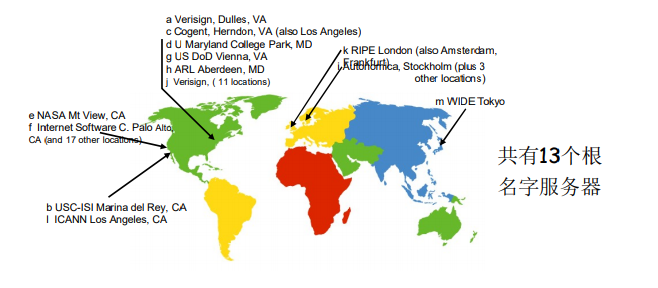 a Verisign, Dulles, VA
c Cogent, Herndon, VA (also Los Angeles)
d U Maryland College Park, MD
g US DoD Vienna, VA
h ARL Aberdeen, MD
j Verisign, ( 11 locations)
k RIPE London (also Amsterdam,
Frankfurt)
i Autonomica, Stockholm (plus 3
other locations)
m WIDE Tokyo
e NASA Mt View, CA
f Internet Software C. Palo Alto,
CA (and 17 other locations)
b USC-ISI Marina del Rey, CA
l ICANN Los Angeles, CA
共有13个根
名字服务器